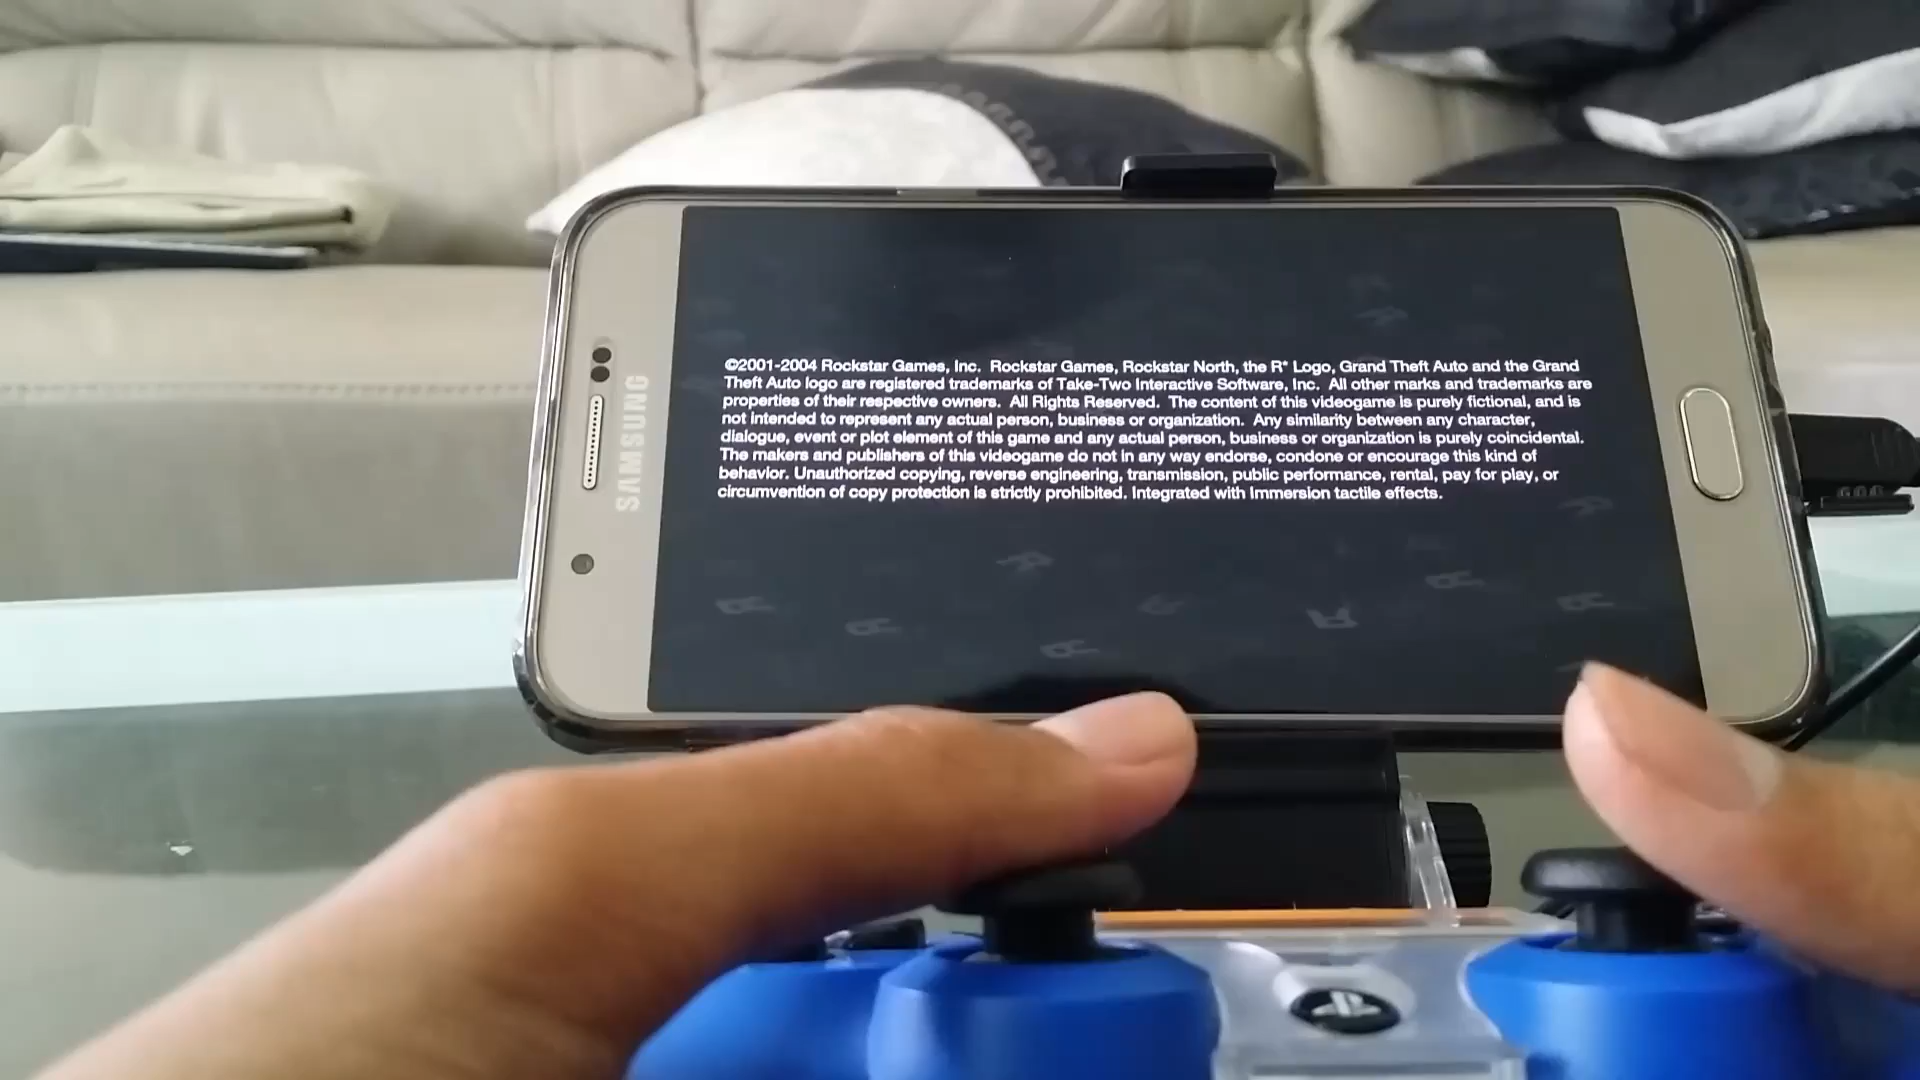 ©2001-2004 Rockstar Games, Inc. Rockstar Games, Rockstar North, the R* Logo, Grand Theft Auto and the Grand
Theft Auto logo are registered trademarks of Take-Two Interactive Software, Inc. All other marks and trademarks are
properties of their respective owners. All Rights Reserved. The content of this videogame is purely fictional, and is
not intended to represent any actual person, business or organization. Any similarity between any character,
dialogue, event or plot element of this game and any actual person, business or organization is purely coincidental.
The makers and publishers of this videogame do not in any way endorse, condone or encourage this kind of
behavior. Unauthorized copying, reverse engineering, transmission, public performance, rental, pay for play, or
circumvention of copy protection is strictly prohibited. Integrated with Immersion tactile effects.
SAMSUNG